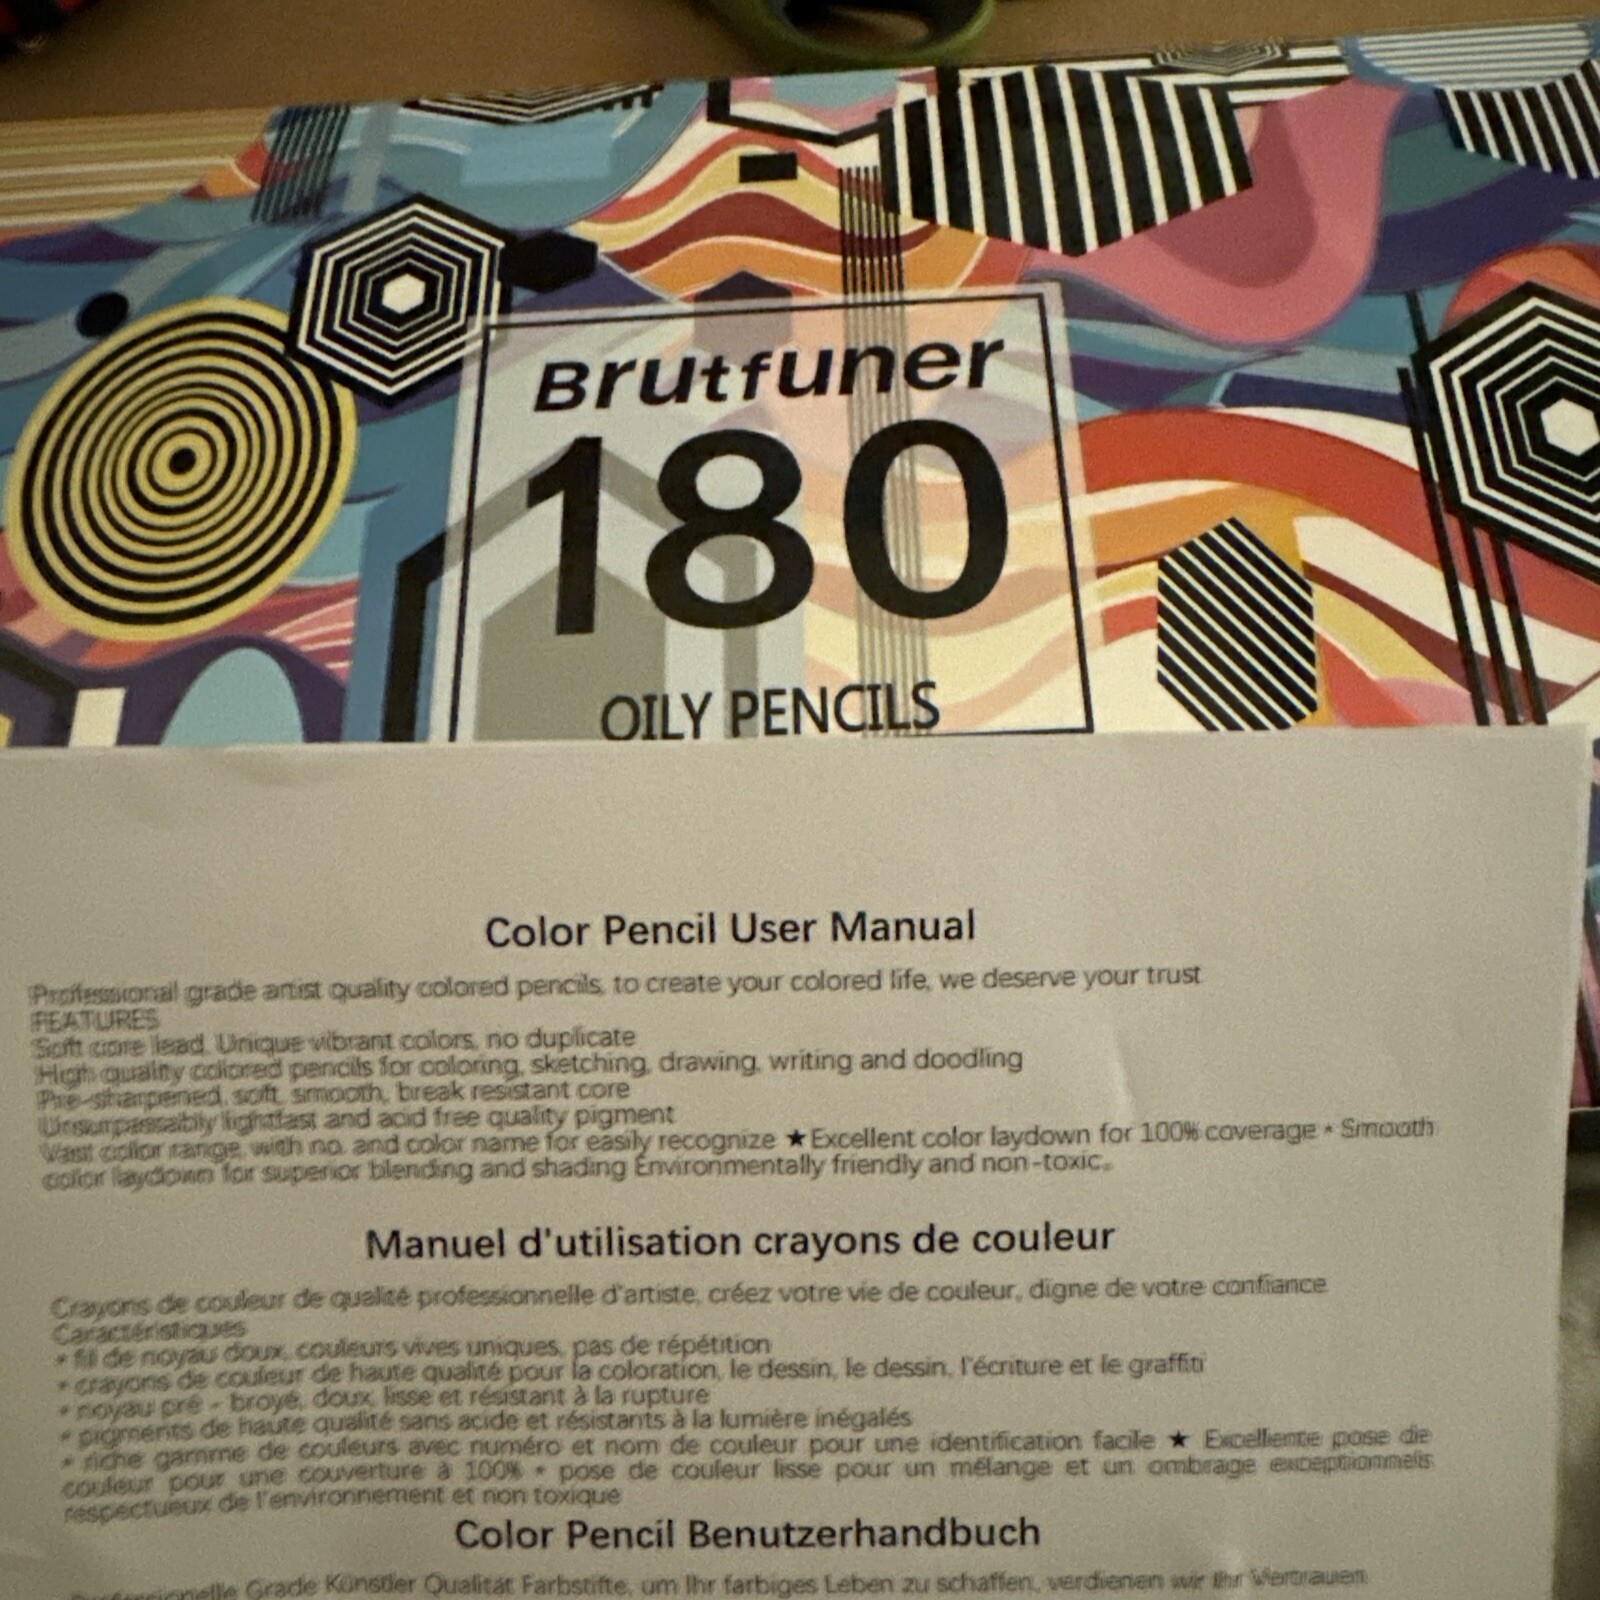 Brutfuner
180
OILY PENCILS
Color Pencil User Manual
Professional grade artist quality colored pencils, to create your colored life, we deserve your trust
FEATURES
Soft core lead. Unique vibrant colors, no duplicate
High quality colored pencils for coloring, sketching, drawing, writing and doodling
Pre-sharpened, soft, smooth, break resistant core
Unsurpassably lightfast and acid free quality pigment
Vast color range, with no. and color name for easily recognize ★Excellent color laydown for 100% coverage • Smooth
color laydown for superior blending and shading Environmentally friendly and non-toxic。
Manuel d'utilisation crayons de couleur
Crayons de couleur de qualité professionnelle d'artiste, créez votre vie de couleur, digne de votre confiance
Caractéristiques
• fil de noyau doux, couleurs vives uniques, pas de répétition
• crayons de couleur de haute qualité pour la coloration, le dessin, le dessin, l'écriture et le graffiti
• noyau pré - broyé, doux, lisse et résistant à la rupture
• pigments de haute qualité sans acide et résistants à la lumière inégalés
• riche gamme de couleurs avec numéro et nom de couleur pour une identification facile ★ Excellente pose de
couleur pour une couverture à 100% • pose de couleur lisse pour un mélange et un ombrage exceptionnels
respectueux de l'environnement et non toxique
Color Pencil Benutzerhandbuch
Professionelle Grade Künstler Qualität Farbstifte, um Ihr farbiges Leben zu schaffen, verdienen wir Ihr Vertrauen